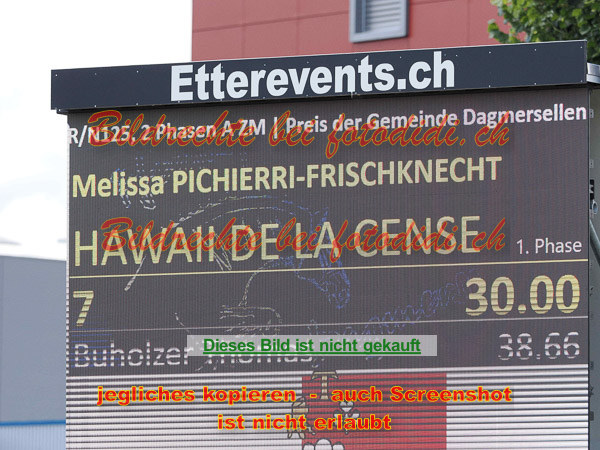 Etterevents.ch
R/N125, 2 Phasen A ZM | Preis der Gemeinde Dagmersellen
Bildrechte bei fotodidi.ch
Melissa PICHIERRI-FRISCHKNECHT
HAWAII DE LA CENSE 1. Phase
Bildrechte bei fotodidi.ch
7 30.00
Dieses Bild ist nicht gekauft
Buholzer Thomas 38.66
jegliches kopieren - auch Screenshot
ist nicht erlaubt